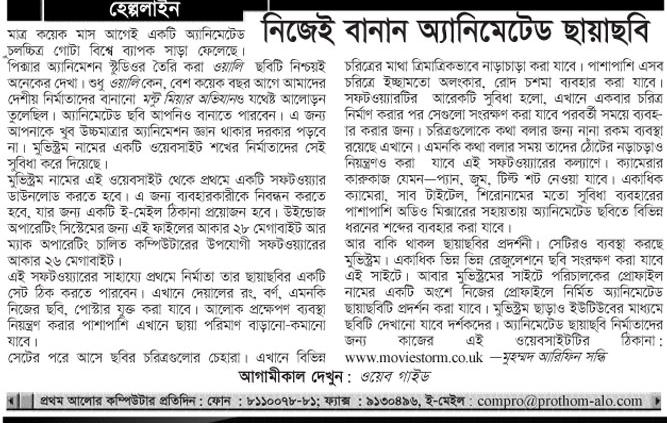 হেল্পলাইন
নিজেই বানান অ্যানিমেটেড ছায়াছবি
মাত্র কয়েক মাস আগেই একটি অ্যানিমেটেড
চলচ্চিত্র গোটা বিশ্বে ব্যাপক সাড়া ফেলেছে।
পিক্সার অ্যানিমেশন স্টুডিওর তৈরি করা ওয়ালি ছবিটি নিশ্চয়ই
অনেকের দেখা। শুধু ওয়ালি কেন, বেশ কয়েক বছর আগে আমাদের
দেশীয় নির্মাতাদের বানানো মন্টু মিয়ার অভিযানও যথেষ্ট আলোড়ন
তুলেছিল। অ্যানিমেটেড ছবি আপনিও বানাতে পারবেন। এ জন্য
আপনাকে খুব উচ্চমাত্রার অ্যানিমেশন জ্ঞান থাকার দরকার পড়বে
না। মুভিস্ট্রম নামের একটি ওয়েবসাইট শখের নির্মাতাদের সেই
সুবিধা করে দিয়েছে।
মুভিস্ট্রম নামের এই ওয়েবসাইট থেকে প্রথমে একটি সফটওয়্যার
ডাউনলোড করতে হবে। এ জন্য ব্যবহারকারীকে নিবন্ধন করতে
হবে, যার জন্য একটি ই-মেইল ঠিকানা প্রয়োজন হবে। উইন্ডোজ
অপারেটিং সিস্টেমের জন্য এই ফাইলের আকার ২৮ মেগাবাইট আর
ম্যাক অপারেটিং চালিত কম্পিউটারের উপযোগী সফটওয়্যারের
আকার ২৬ মেগাবাইট।
এই সফটওয়্যারের সাহায্যে প্রথমে নির্মাতা তার ছায়াছবির একটি
সেট ঠিক করতে পারবেন। এখানে দেয়ালের রং, বর্ণ, এমনকি
নিজের ছবি, পোস্টার যুক্ত করা যাবে। আলোক প্রক্ষেপণ ব্যবস্থা
নিয়ন্ত্রণ করার পাশাপাশি এখানে ছায়া পরিমাণ বাড়ানো-কমানো
যাবে।
সেটের পরে আসে ছবির চরিত্রগুলোর চেহারা। এখানে বিভিন্ন
চরিত্রের মাথা ত্রিমাত্রিকভাবে নাড়াচাড়া করা যাবে। পাশাপাশি এসব
চরিত্রে ইচ্ছামতো অলংকার, রোদ চশমা ব্যবহার করা যাবে।
সফটওয়্যারটির আরেকটি সুবিধা হলো, এখানে একবার চরিত্র
নির্মাণ করার পর সেগুলো সংরক্ষণ করা যাবে পরবর্তী সময়ে ব্যবহ-
ার করার জন্য। চরিত্রগুলোকে কথা বলার জন্য নানা রকম ব্যবস্থা
রয়েছে এখানে। এমনকি কথা বলার সময় তাদের ঠোঁটের নড়াচড়াও
নিয়ন্ত্রণও করা যাবে এই সফটওয়্যারের কল্যাণে। ক্যামেরার
কারুকাজ যেমন—প্যান, জুম, টিল্ট শট নেওয়া যাবে। একাধিক
ক্যামেরা, সাব টাইটেল, শিরোনামের মতো সুবিধা ব্যবহারের
পাশাপাশি অডিও মিক্সারের সহায়তায় অ্যানিমেটেড ছবিতে বিভিন্ন
ধরনের শব্দের ব্যবহার করা যাবে।
আর বাকি থাকল ছায়াছবির প্রদর্শনী। সেটিরও ব্যবস্থা করছে
মুভিস্ট্রম। একাধিক ভিন্ন ভিন্ন রেজুলেশনে ছবি সংরক্ষণ করা যাবে
এই সাইটে। আবার মুভিস্ট্রমের সাইটে পরিচালকের প্রোফাইল
নামের একটি অংশে নিজের প্রোফাইলে নির্মিত অ্যানিমেটেড
ছায়াছবিটি প্রদর্শন করা যাবে। মুভিস্ট্রম ছাড়াও ইউটিউবের মাধ্যমে
ছবিটি দেখানো যাবে দর্শকদের। অ্যানিমেটেড ছায়াছবি নির্মাতাদের
জন্য কাজের এই ওয়েবসাইটটির ঠিকানা:
www.moviestorm.co.uk —মুহম্মদ আরিফিন সন্ধি
আগামীকাল দেখুন: ওয়েব গাইড
প্রথম আলোর কম্পিউটার প্রতিদিন: ফোন : ৮১১০০৭৮-৮১; ফ্যাক্স : ৯১৩০৪৯৬, ই-মেইল : compro@prothom-alo.com